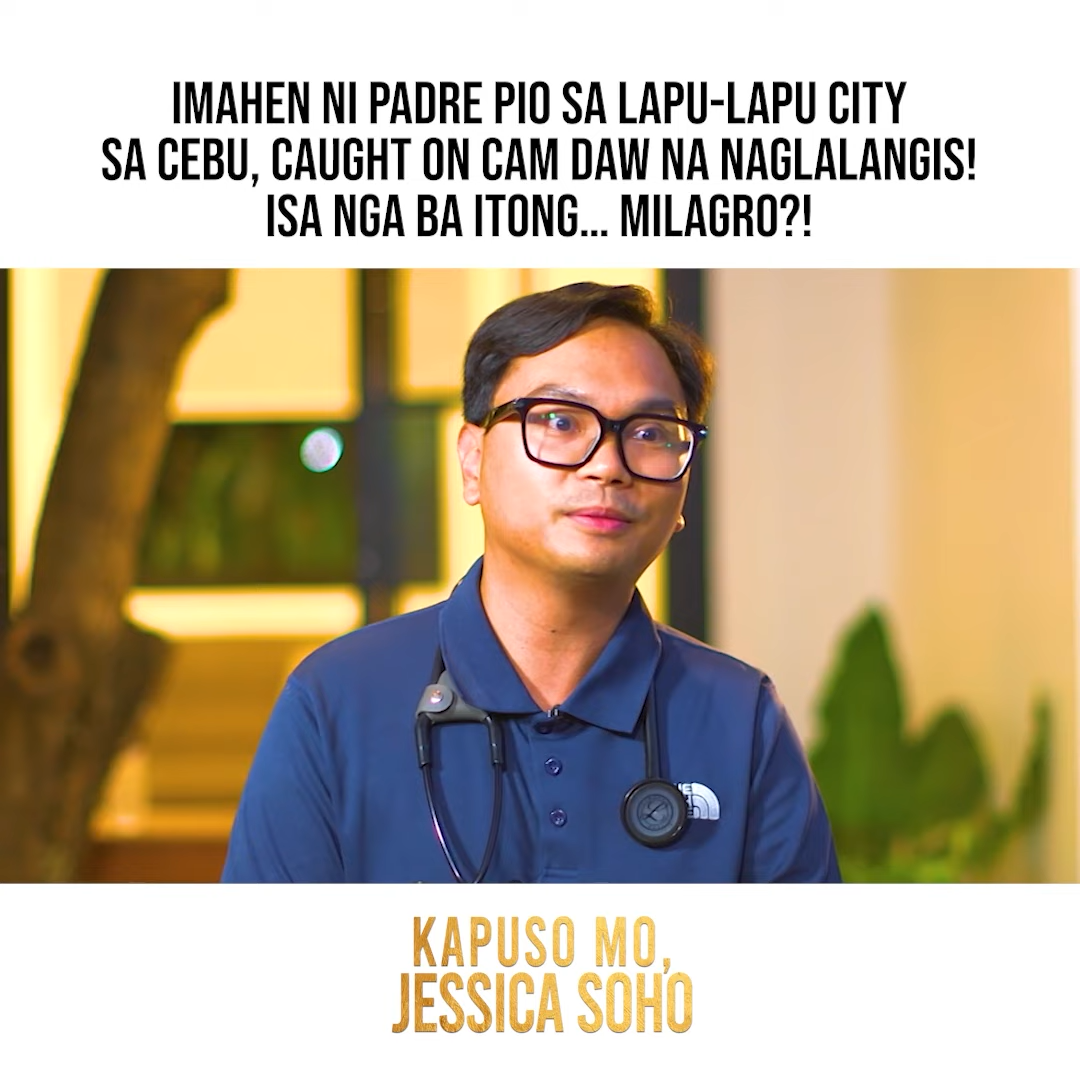 IMAHEN NI PADRE PIO SA LAPU-LAPU CITY
SA CEBU, CAUGHT ON CAM DAW NA NAGLALANGIS!
ISA NGA BA ITONG... MILAGRO?!
KAPUSO MO,
JESSICA SOHO